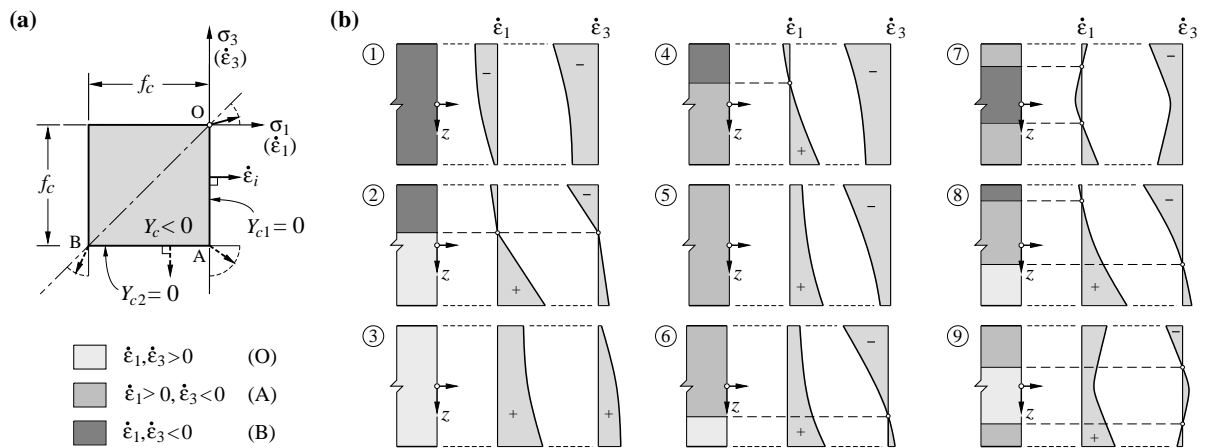 (a)
σ3
(ε̇3)
fc
O
σ1
(ε̇1)
fc
ε̇i
Yc<0
Yc1=0
B
A
Yc2=0
ε̇1,ε̇3>0 (O)
ε̇1>0,ε̇3<0 (A)
ε̇1,ε̇3<0 (B)
(b)
ε̇1 ε̇3 ε̇1 ε̇3 ε̇1 ε̇3
1 z − −
4 z + −
7 z −
2 z + −
5 z + −
8 z + −
3 z + +
6 z + −
9 z + −